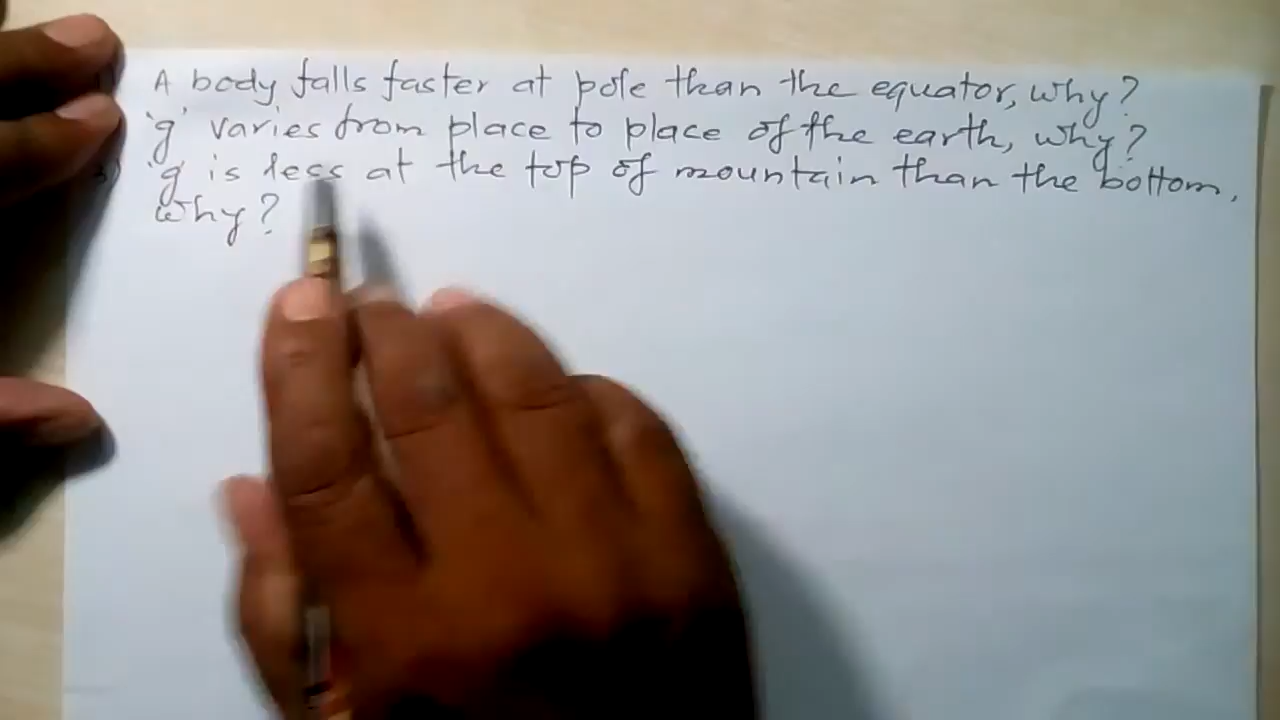 A body falls faster at pole than the equator, why?
'g' varies from place to place of the earth, why?
3) 'g is less at the top of mountain than the bottom,
why?